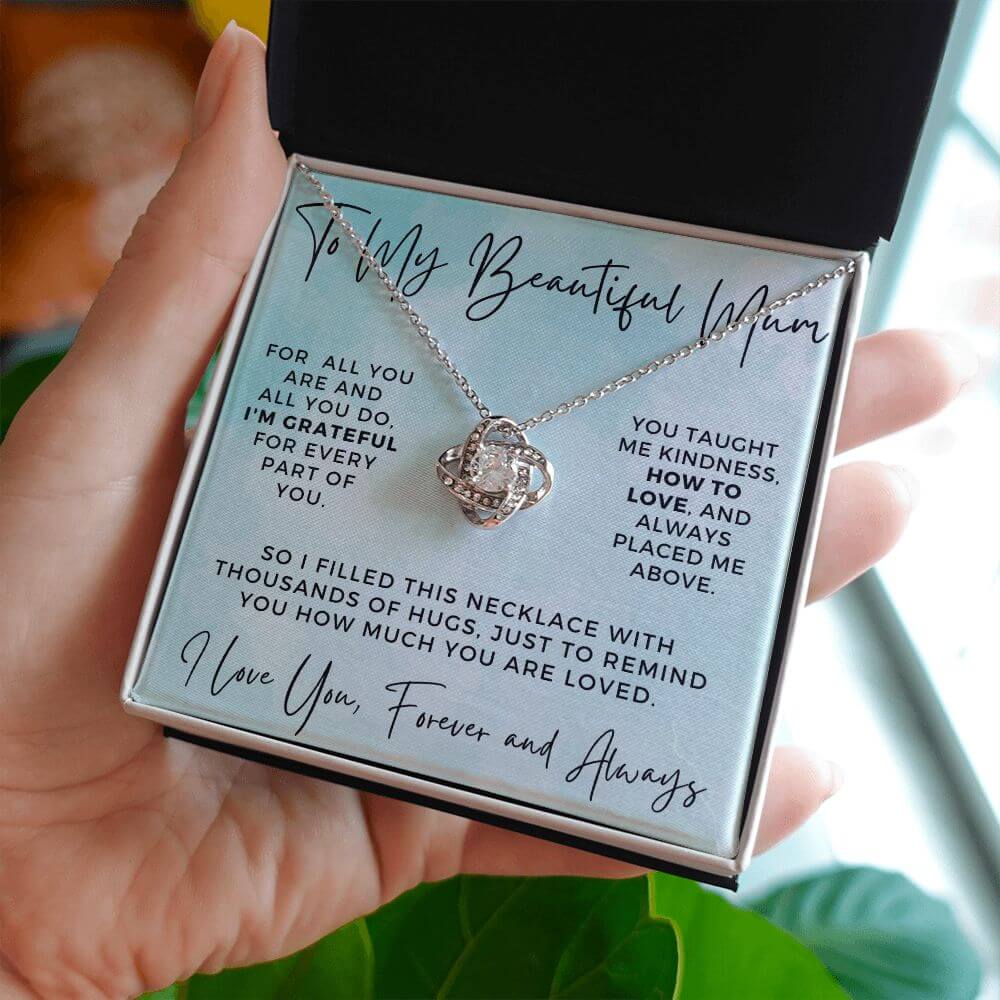 To My Beautiful Mum
FOR ALL YOU
ARE AND
ALL YOU DO,
I'M GRATEFUL
FOR EVERY
PART OF
YOU.
YOU TAUGHT
ME KINDNESS,
HOW TO
LOVE, AND
ALWAYS
PLACED ME
ABOVE.
SO I FILLED THIS NECKLACE WITH
THOUSANDS OF HUGS, JUST TO REMIND
YOU HOW MUCH YOU ARE LOVED.
I Love You, Forever and Always